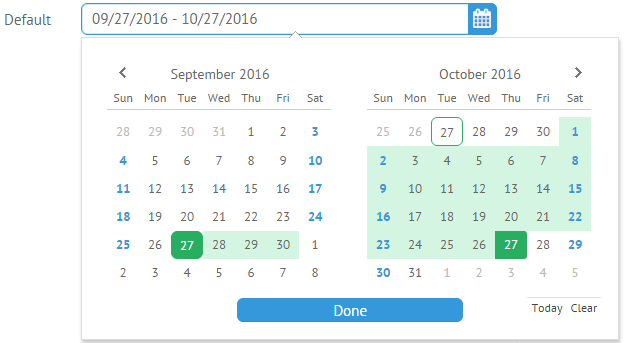 Default 09/27/2016 - 10/27/2016
September 2016 October 2016
Sun Mon Tue Wed Thu Fri Sat Sun Mon Tue Wed Thu Fri Sat
28 29 30 31 1 2 3 25 26 27 28 29 30 1
4 5 6 7 8 9 10 2 3 4 5 6 7 8
11 12 13 14 15 16 17 9 10 11 12 13 14 15
18 19 20 21 22 23 24 16 17 18 19 20 21 22
25 26 27 28 29 30 1 23 24 25 26 27 28 29
2 3 4 5 6 7 8 30 31 1 2 3 4 5
Done Today Clear